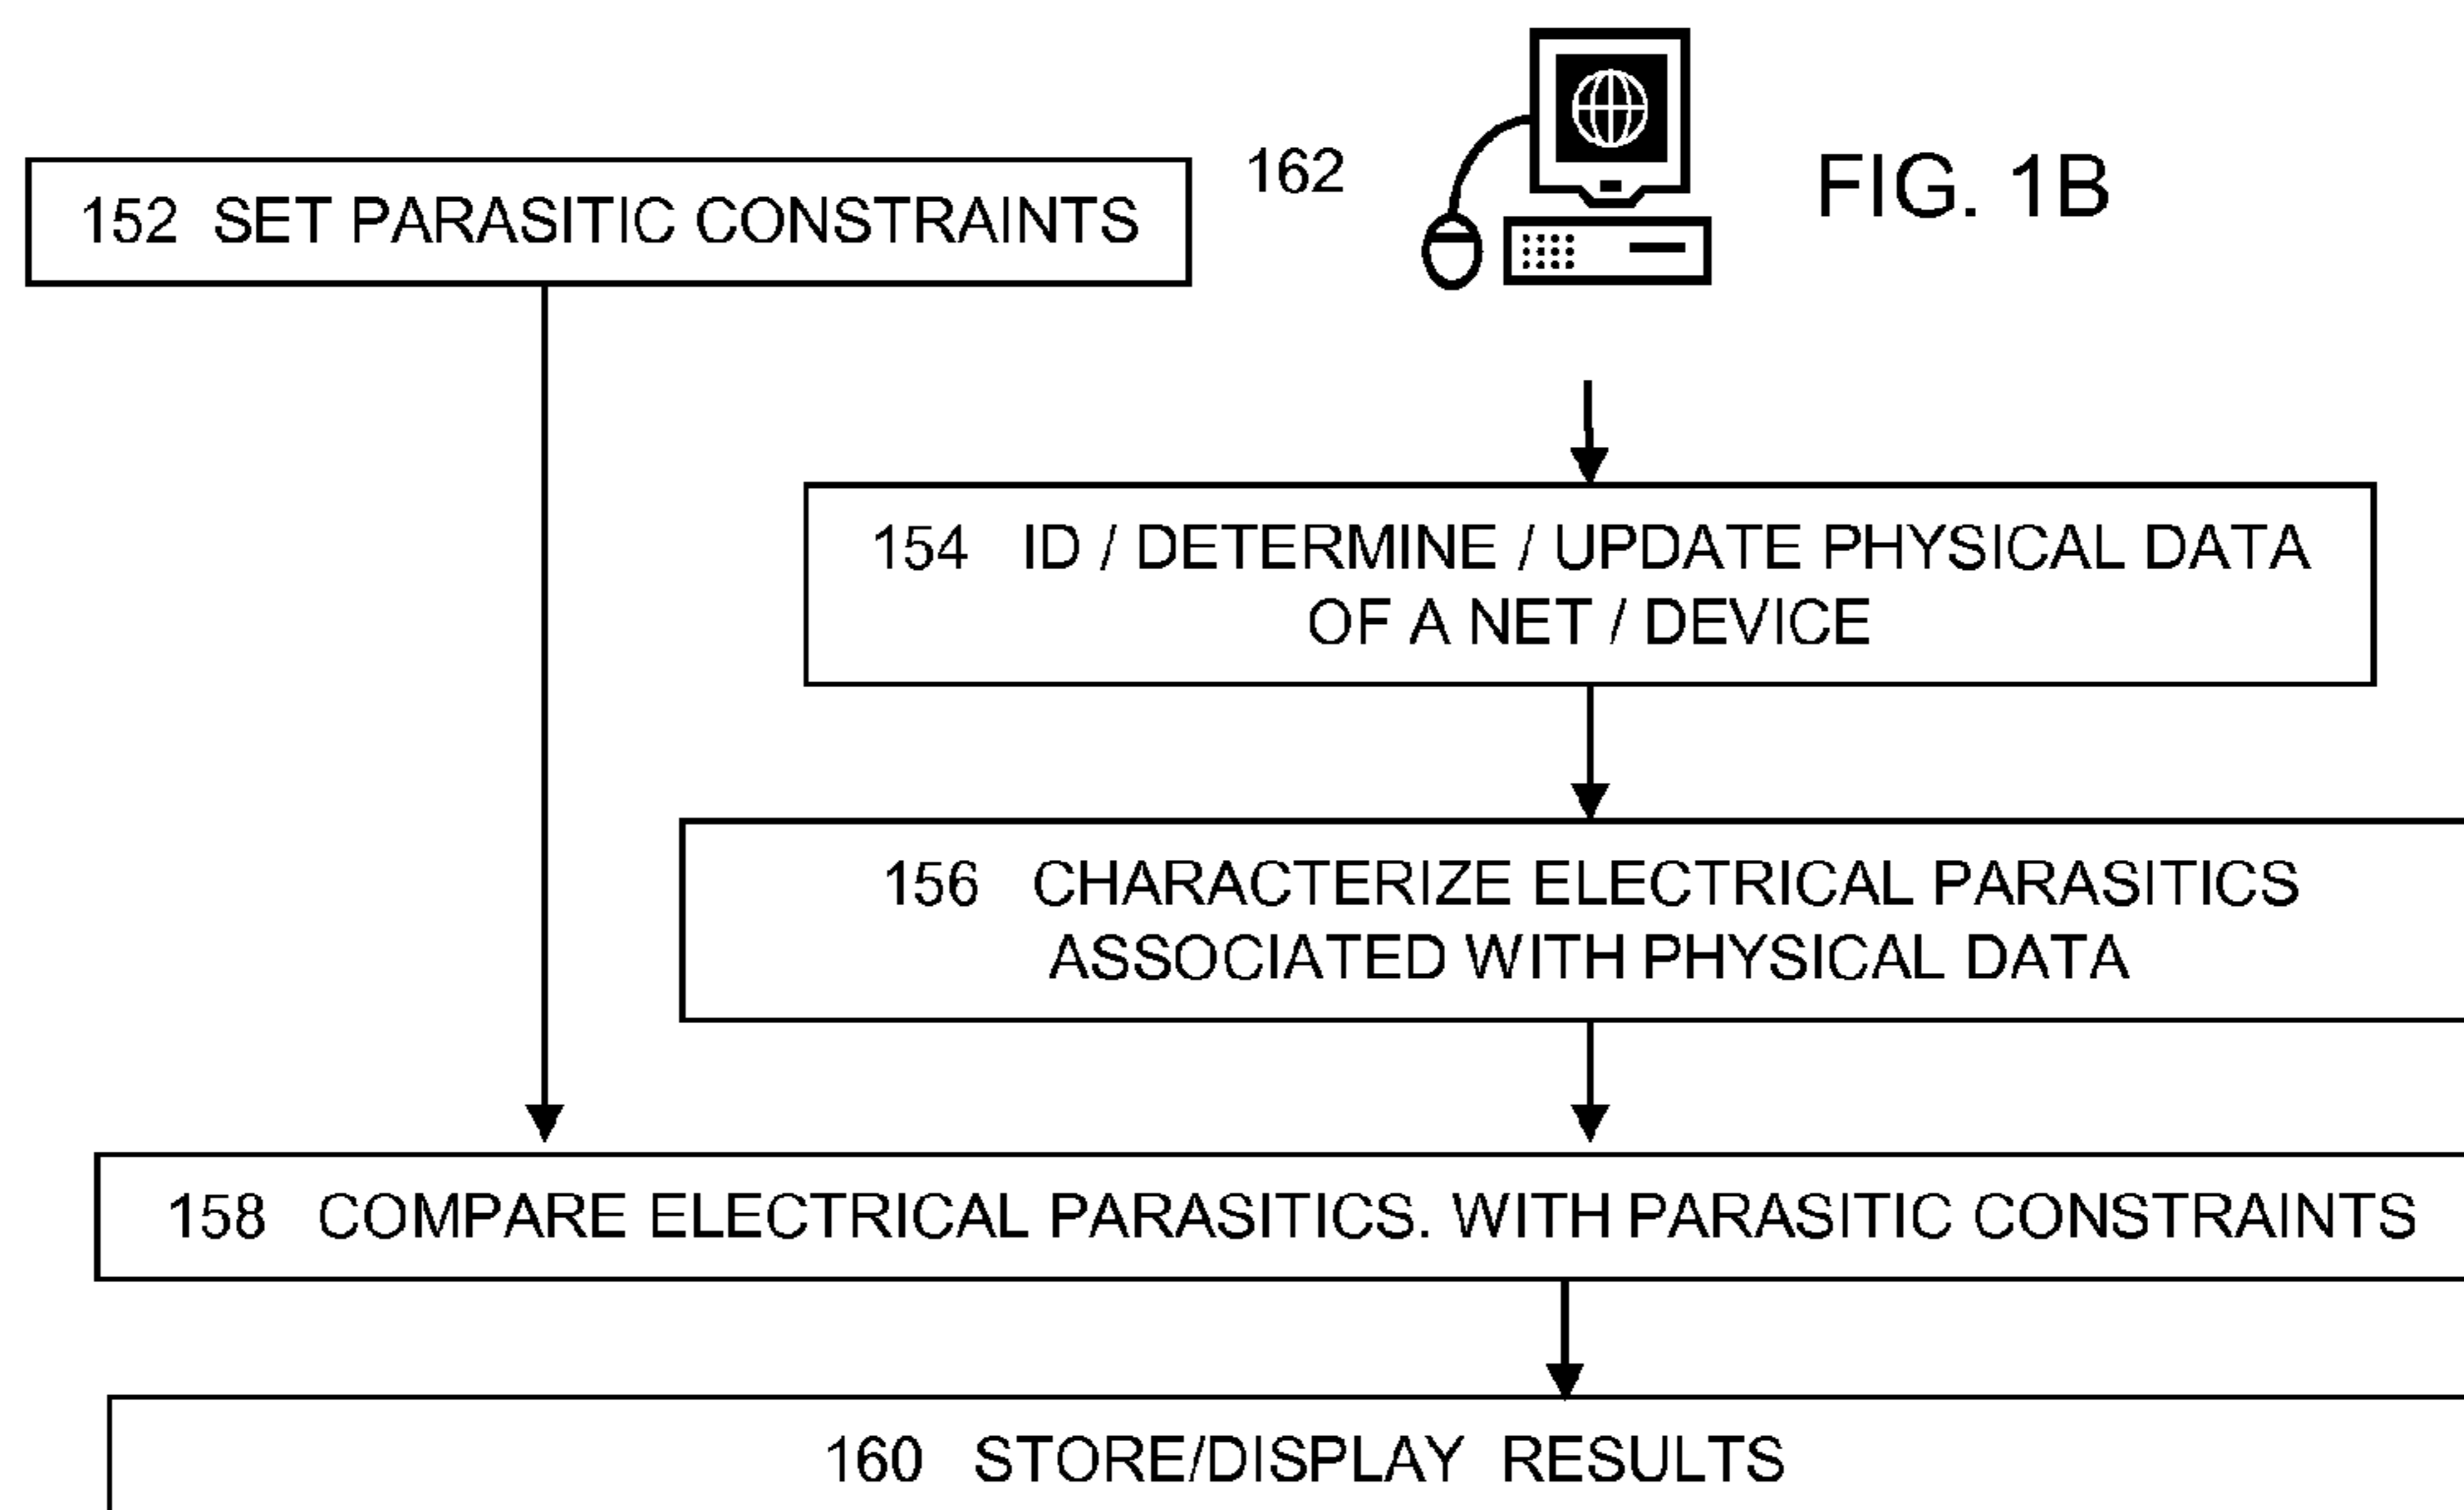 162
FIG. 1B
152 SET PARASITIC CONSTRAINTS
154 ID / DETERMINE / UPDATE PHYSICAL DATA
OF A NET / DEVICE
156 CHARACTERIZE ELECTRICAL PARASITICS
ASSOCIATED WITH PHYSICAL DATA
158 COMPARE ELECTRICAL PARASITICS. WITH PARASITIC CONSTRAINTS
160 STORE/DISPLAY RESULTS